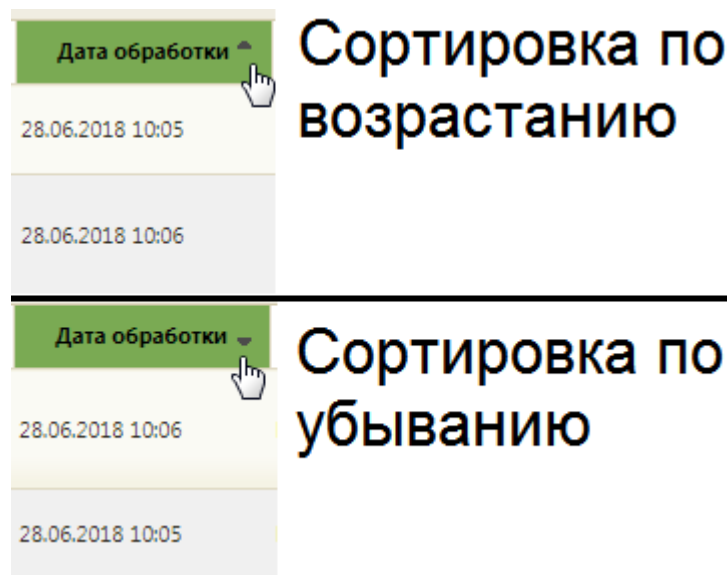 Дата обработки
Сортировка по
возрастанию
28.06.2018 10:05
28.06.2018 10:06
Дата обработки
Сортировка по
убыванию
28.06.2018 10:06
28.06.2018 10:05